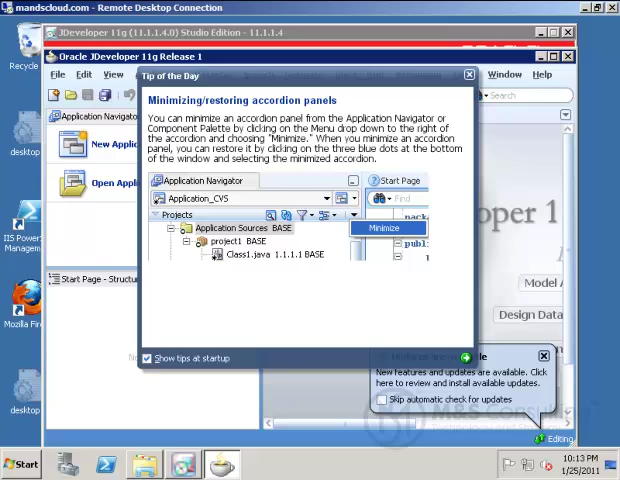 mandscloud.com - Remote Desktop Connection
JDeveloper 11g (11.1.1.4.0) Studio Edition - 11.1.1.4
Oracle JDeveloper 11g Release 1
File Edit View
Window Help
Tip of the Day
Search
Recycle
Application Navigator
New Applic
Open Appli
desktop
IIS Power
Managem
Mozilla Fire
desktop
Minimizing/restoring accordion panels
You can minimize an accordion panel from the Application Navigator or
Component Palette by clicking on the Menu drop down to the right of
the accordion and choosing "Minimize." When you minimize an accordion
panel, you can restore it by clicking on the three blue dots at the bottom
of the window and selecting the minimized accordion.
Application Navigator
Start Page
Application_CVS
Find
Projects
Minimize
Application Sources BASE
project1 BASE
Class1.java 1.1.1.1 BASE
packa
publi
oper 1
Model A
Design Data
Start Page - Structu
Show tips at startup
New features and updates are available. Click
here to review and install available updates.
Skip automatic check for updates
M&S CONSULTING
Editing
Start
10:13 PM
1/25/2011